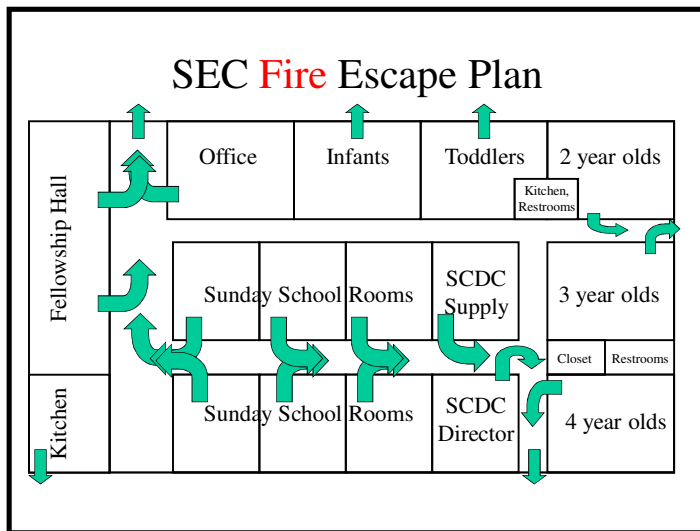 SEC Fire Escape Plan
Office
Infants
Toddlers
2 year olds
Kitchen,
Restrooms
Fellowship Hall
Sunday School Rooms
SCDC
Supply
3 year olds
Closet
Restrooms
Kitchen
Sunday School Rooms
SCDC
Director
4 year olds